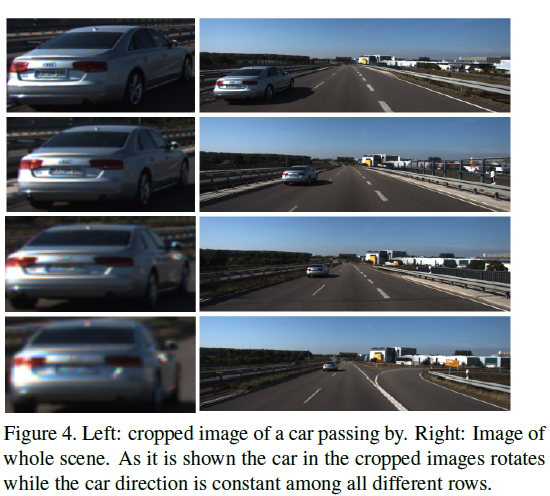 Figure 4. Left: cropped image of a car passing by. Right: Image of
whole scene. As it is shown the car in the cropped images rotates
while the car direction is constant among all different rows.